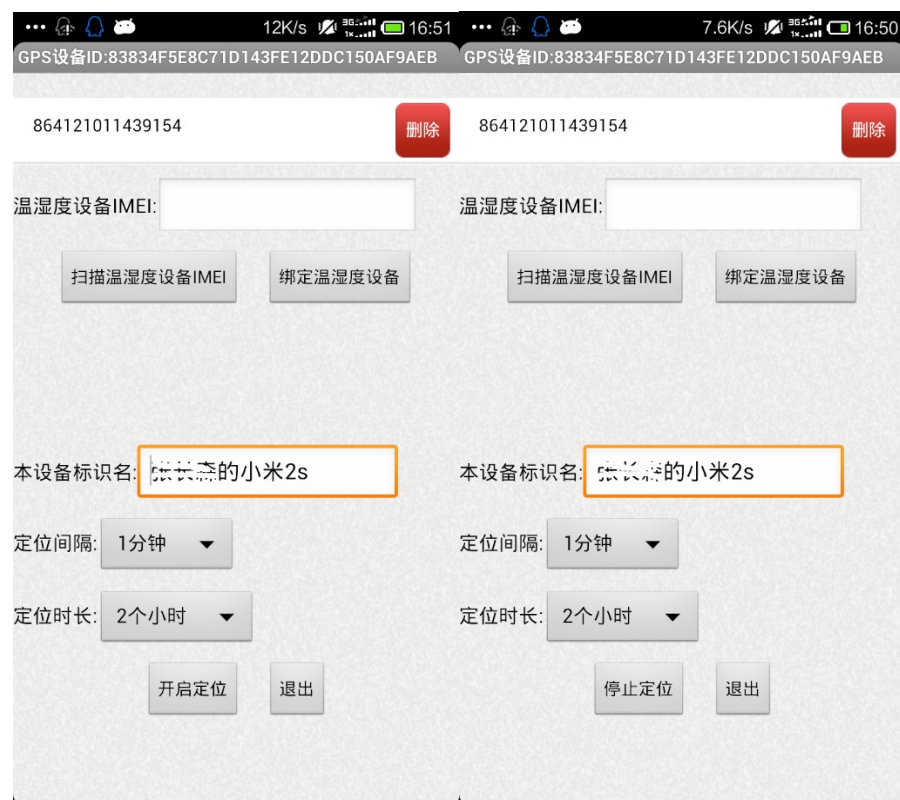 12K/s 3G 1x 16:51
GPS设备ID:83834F5E8C71D143FE12DDC150AF9AEB
864121011439154 删除
温湿度设备IMEI:
扫描温湿度设备IMEI 绑定温湿度设备
本设备标识名: 的小米2s
定位间隔: 1分钟
定位时长: 2个小时
开启定位 退出
7.6K/s 3G 1x 16:50
GPS设备ID:83834F5E8C71D143FE12DDC150AF9AEB
864121011439154 删除
温湿度设备IMEI:
扫描温湿度设备IMEI 绑定温湿度设备
本设备标识名: 的小米2s
定位间隔: 1分钟
定位时长: 2个小时
停止定位 退出